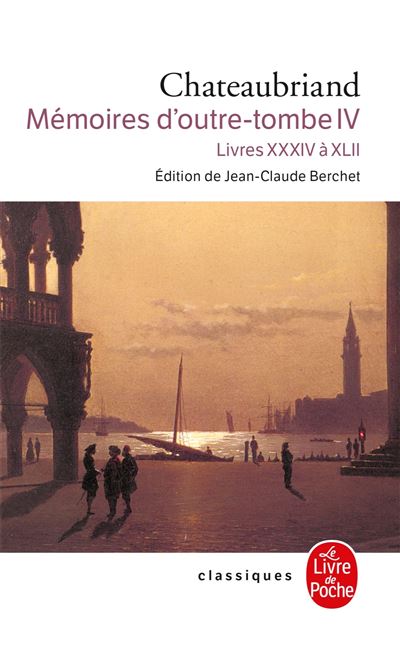 Chateaubriand
Mémoires d'outre-tombe IV
Livres XXXIV à XLII
Édition de Jean-Claude Berchet
classiques
Le
Livre
de
Poche